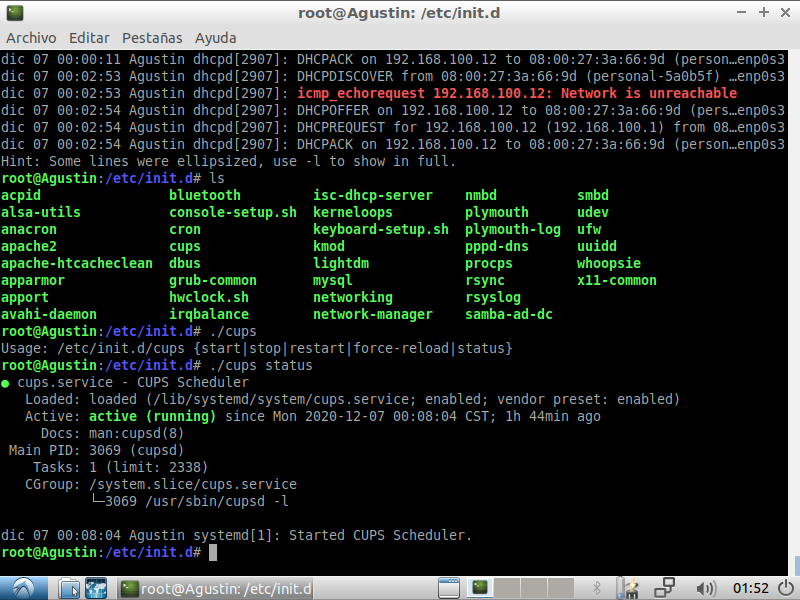 root@Agustin: /etc/init.d
Archivo Editar Pestañas Ayuda
dic 07 00:00:11 Agustin dhcpd[2907]: DHCPACK on 192.168.100.12 to 08:00:27:3a:66:9d (person…enp0s3
dic 07 00:02:53 Agustin dhcpd[2907]: DHCPDISCOVER from 08:00:27:3a:66:9d (personal-5a0b5f) …enp0s3
dic 07 00:02:53 Agustin dhcpd[2907]: icmp_echorequest 192.168.100.12: Network is unreachable
dic 07 00:02:54 Agustin dhcpd[2907]: DHCPOFFER on 192.168.100.12 to 08:00:27:3a:66:9d (pers…enp0s3
dic 07 00:02:54 Agustin dhcpd[2907]: DHCPREQUEST for 192.168.100.12 (192.168.100.1) from 08…enp0s3
dic 07 00:02:54 Agustin dhcpd[2907]: DHCPACK on 192.168.100.12 to 08:00:27:3a:66:9d (person…enp0s3
Hint: Some lines were ellipsized, use -l to show in full.
root@Agustin:/etc/init.d# ls
acpid bluetooth isc-dhcp-server nmbd smbd
alsa-utils console-setup.sh kerneloops plymouth udev
anacron cron keyboard-setup.sh plymouth-log ufw
apache2 cups kmod pppd-dns uuidd
apache-htcacheclean dbus lightdm procps whoopsie
apparmor grub-common mysql rsync x11-common
apport hwclock.sh networking rsyslog
avahi-daemon irqbalance network-manager samba-ad-dc
root@Agustin:/etc/init.d# ./cups
Usage: /etc/init.d/cups {start|stop|restart|force-reload|status}
root@Agustin:/etc/init.d# ./cups status
● cups.service - CUPS Scheduler
Loaded: loaded (/lib/systemd/system/cups.service; enabled; vendor preset: enabled)
Active: active (running) since Mon 2020-12-07 00:08:04 CST; 1h 44min ago
Docs: man:cupsd(8)
Main PID: 3069 (cupsd)
Tasks: 1 (limit: 2338)
CGroup: /system.slice/cups.service
└─3069 /usr/sbin/cupsd -l
dic 07 00:08:04 Agustin systemd[1]: Started CUPS Scheduler.
root@Agustin:/etc/init.d#
root@Agustin: /etc/init.d 01:52